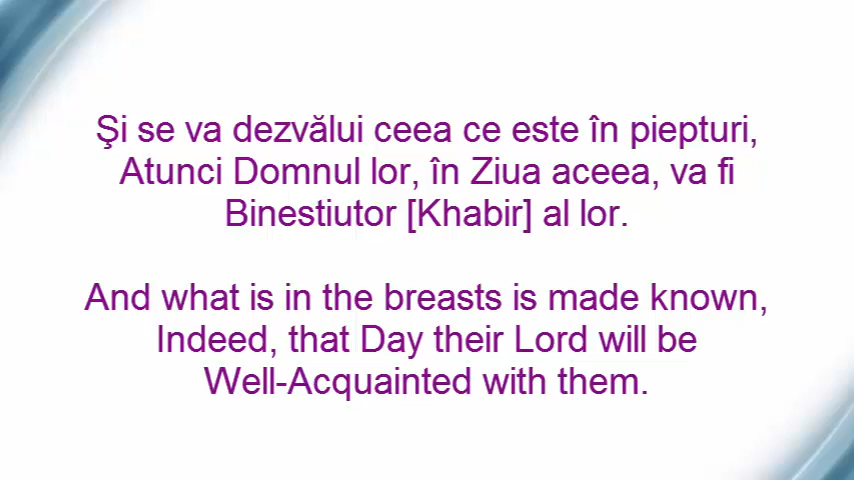 Şi se va dezvălui ceea ce este în piepturi,
Atunci Domnul lor, în Ziua aceea, va fi
Binestiutor [Khabir] al lor.
And what is in the breasts is made known,
Indeed, that Day their Lord will be
Well-Acquainted with them.